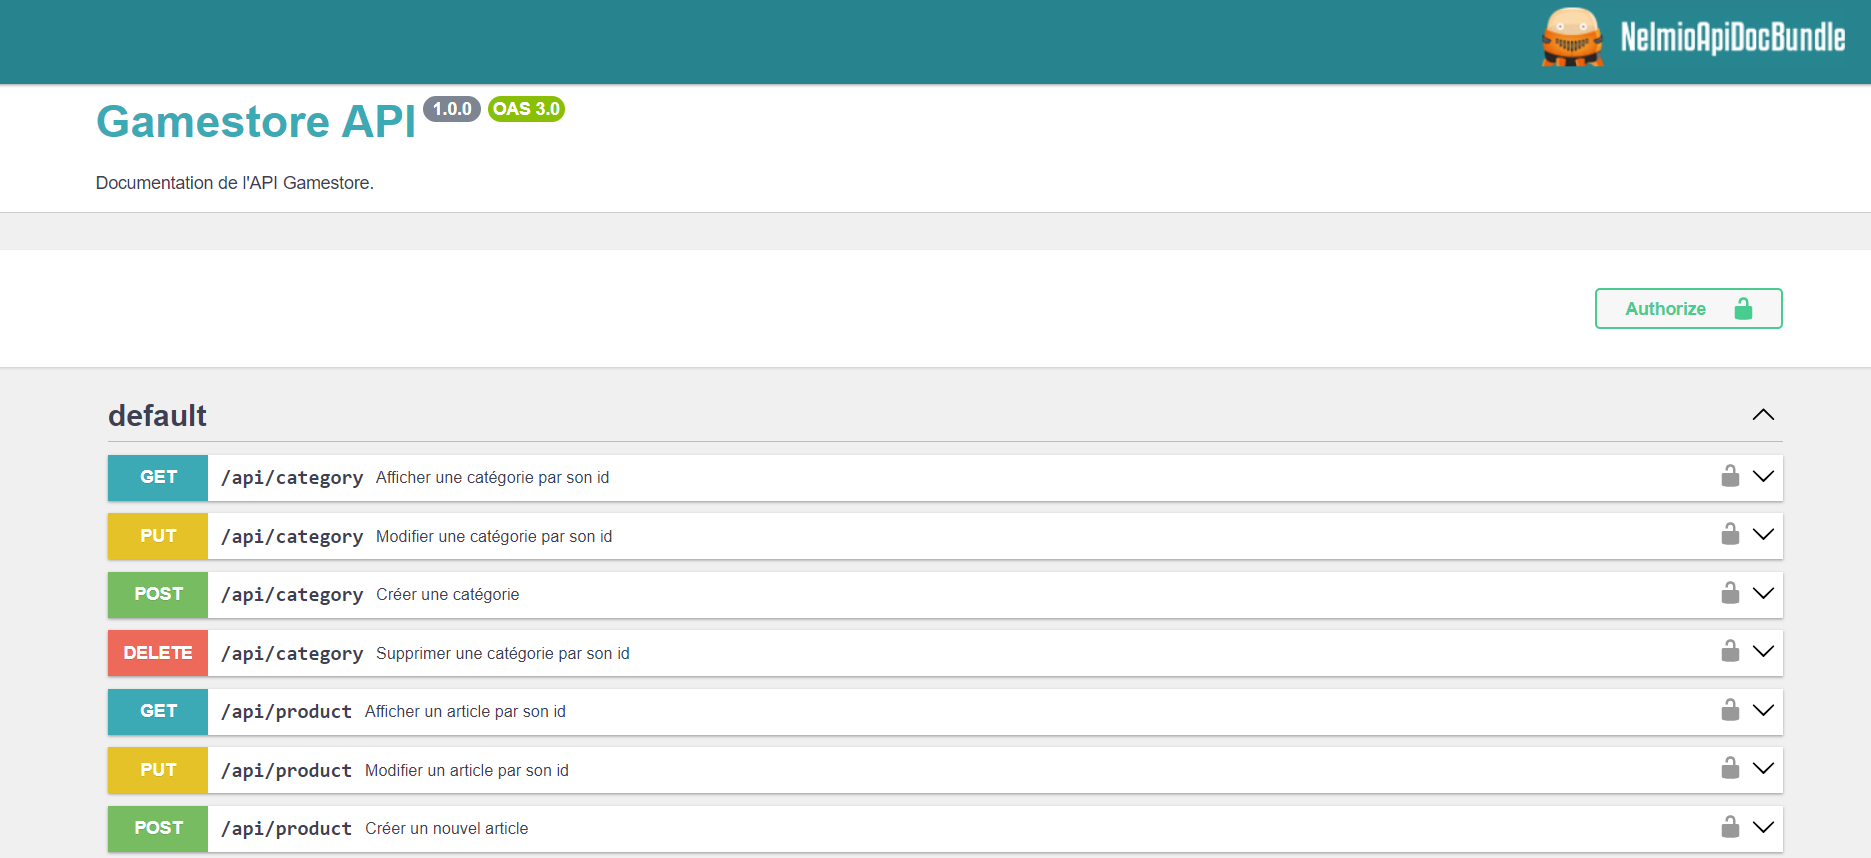 NelmioApiDocBundle
Gamestore API 1.0.0 OAS 3.0
Documentation de l'API Gamestore.
Authorize
default
GET /api/category Afficher une catégorie par son id
PUT /api/category Modifier une catégorie par son id
POST /api/category Créer une catégorie
DELETE /api/category Supprimer une catégorie par son id
GET /api/product Afficher un article par son id
PUT /api/product Modifier un article par son id
POST /api/product Créer un nouvel article